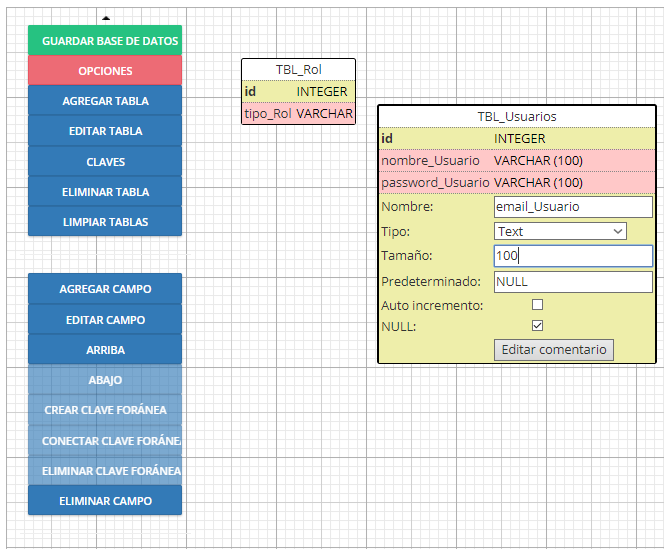 GUARDAR BASE DE DATOS
OPCIONES
AGREGAR TABLA
EDITAR TABLA
CLAVES
ELIMINAR TABLA
LIMPIAR TABLAS
AGREGAR CAMPO
EDITAR CAMPO
ARRIBA
ABAJO
CREAR CLAVE FORÁNEA
CONECTAR CLAVE FORÁNEA
ELIMINAR CLAVE FORÁNEA
ELIMINAR CAMPO
TBL_Rol
id INTEGER
tipo_Rol VARCHAR
TBL_Usuarios
id INTEGER
nombre_Usuario VARCHAR (100)
password_Usuario VARCHAR (100)
Nombre: email_Usuario
Tipo: Text
Tamaño: 100
Predeterminado: NULL
Auto incremento:
NULL:
Editar comentario